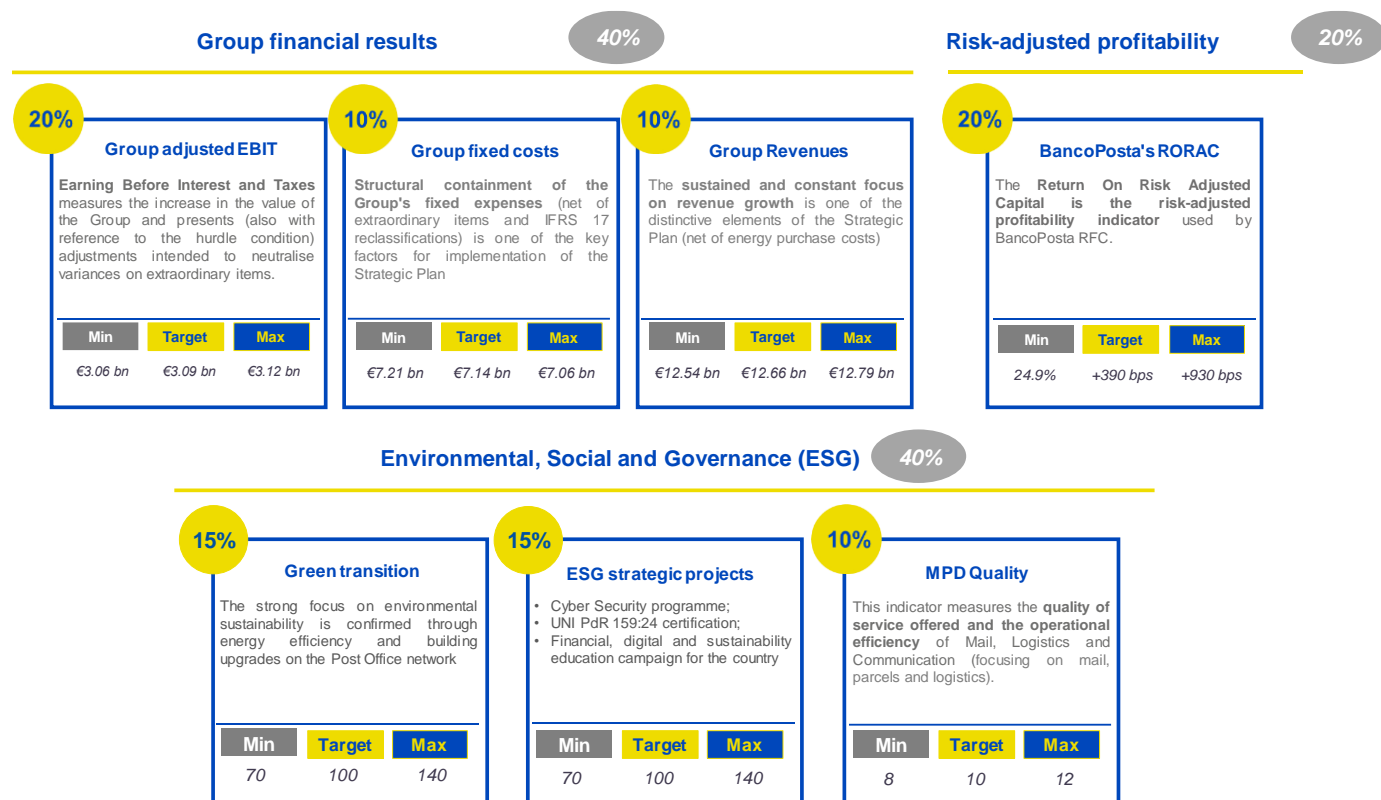 Group financial results 40%
Risk-adjusted profitability 20%
20%
Group adjusted EBIT
Earning Before Interest and Taxes
measures the increase in the value of
the Group and presents (also with
reference to the hurdle condition)
adjustments intended to neutralise
variances on extraordinary items.
Min Target Max
€3.06 bn €3.09 bn €3.12 bn
10%
Group fixed costs
Structural containment of the
Group's fixed expenses (net of
extraordinary items and IFRS 17
reclassifications) is one of the key
factors for implementation of the
Strategic Plan
Min Target Max
€7.21 bn €7.14 bn €7.06 bn
10%
Group Revenues
The sustained and constant focus
on revenue growth is one of the
distinctive elements of the Strategic
Plan (net of energy purchase costs)
Min Target Max
€12.54 bn €12.66 bn €12.79 bn
20%
BancoPosta's RORAC
The Return On Risk Adjusted
Capital is the risk-adjusted
profitability indicator used by
BancoPosta RFC.
Min Target Max
24.9% +390 bps +930 bps
Environmental, Social and Governance (ESG) 40%
15%
Green transition
The strong focus on environmental
sustainability is confirmed through
energy efficiency and building
upgrades on the Post Office network
Min Target Max
70 100 140
15%
ESG strategic projects
• Cyber Security programme;
• UNI PdR 159:24 certification;
• Financial, digital and sustainability
education campaign for the country
Min Target Max
70 100 140
10%
MPD Quality
This indicator measures the quality of
service offered and the operational
efficiency of Mail, Logistics and
Communication (focusing on mail,
parcels and logistics).
Min Target Max
8 10 12